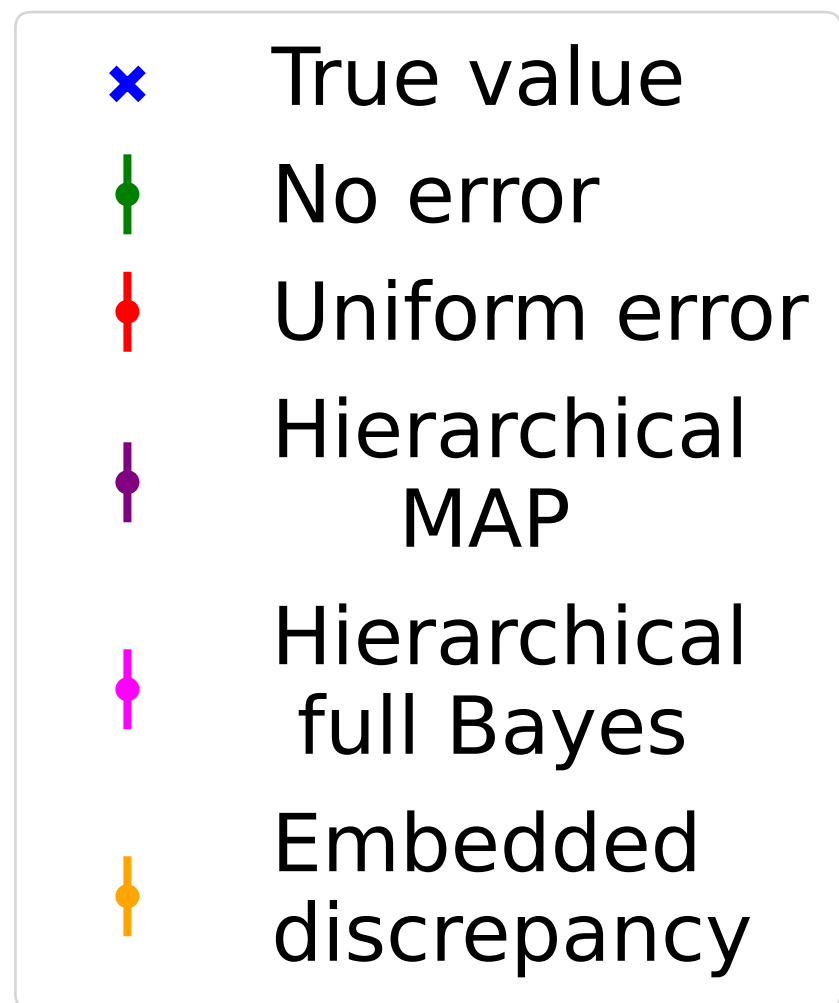 True value
No error
Uniform error
Hierarchical
MAP
Hierarchical
full Bayes
Embedded
discrepancy